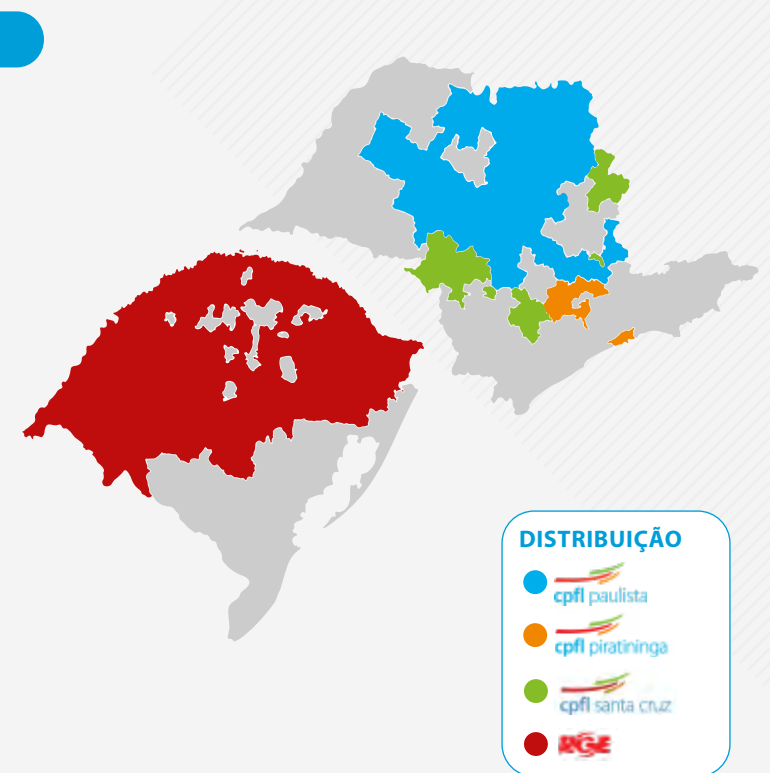 DISTRIBUIÇÃO
cpfl paulista
cpfl piratininga
cpfl santa cruz
RGE